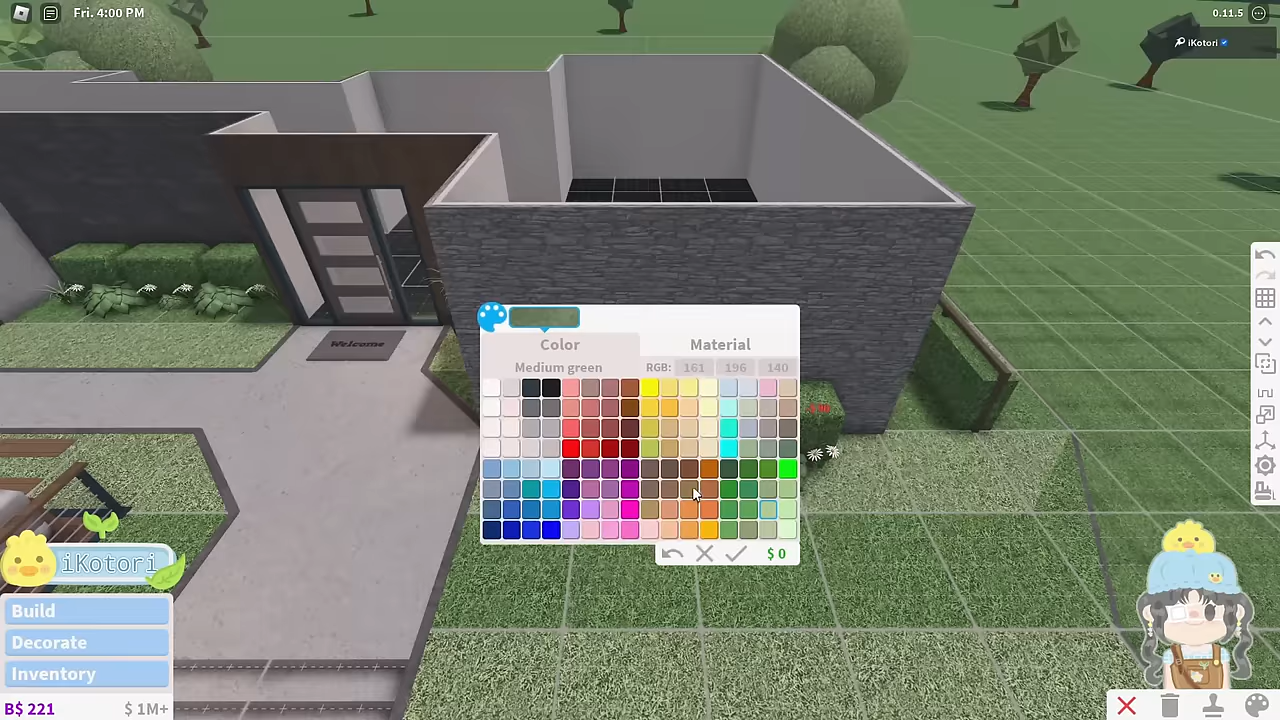 Fri. 4:00 PM
0.11.5
iKotori
Welcome
Color
Material
Medium green
RGB: 161 196 140
$ 0
iKotori
Build
Decorate
Inventory
B$ 221
$ 1M+